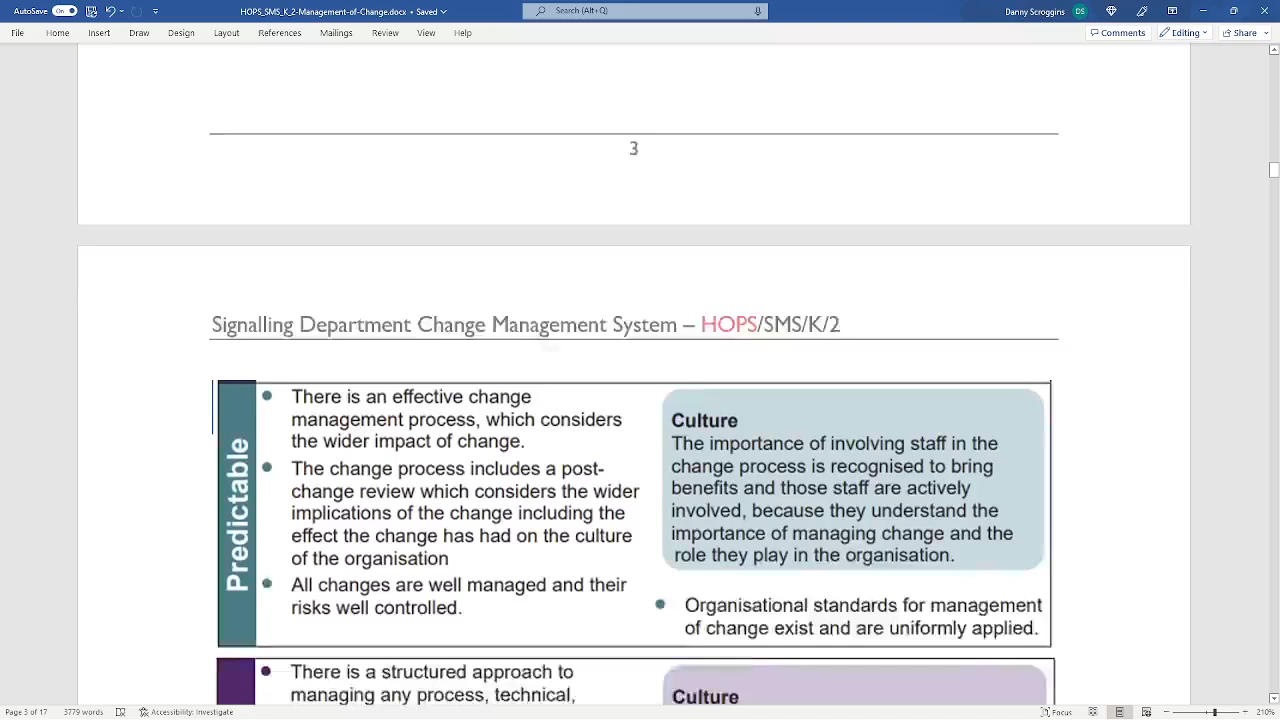 AutoSave On HOPS_SMS_K_2-Management-of-Change.docx • Saved Search (Alt+Q) Danny Scroggins DS
File Home Insert Draw Design Layout References Mailings Review View Help Comments Editing Share
3
Signalling Department Change Management System – HOPS/SMS/K/2
Predictable
• There is an effective change
management process, which considers
the wider impact of change.
• The change process includes a post-
change review which considers the wider
implications of the change including the
effect the change has had on the culture
of the organisation
• All changes are well managed and their
risks well controlled.
Culture
The importance of involving staff in the
change process is recognised to bring
benefits and those staff are actively
involved, because they understand the
importance of managing change and the
role they play in the organisation.
• Organisational standards for management
of change exist and are uniformly applied.
• There is a structured approach to
managing any process, technical,
Culture
Page 3 of 17 3779 words Accessibility: Investigate Focus 210%